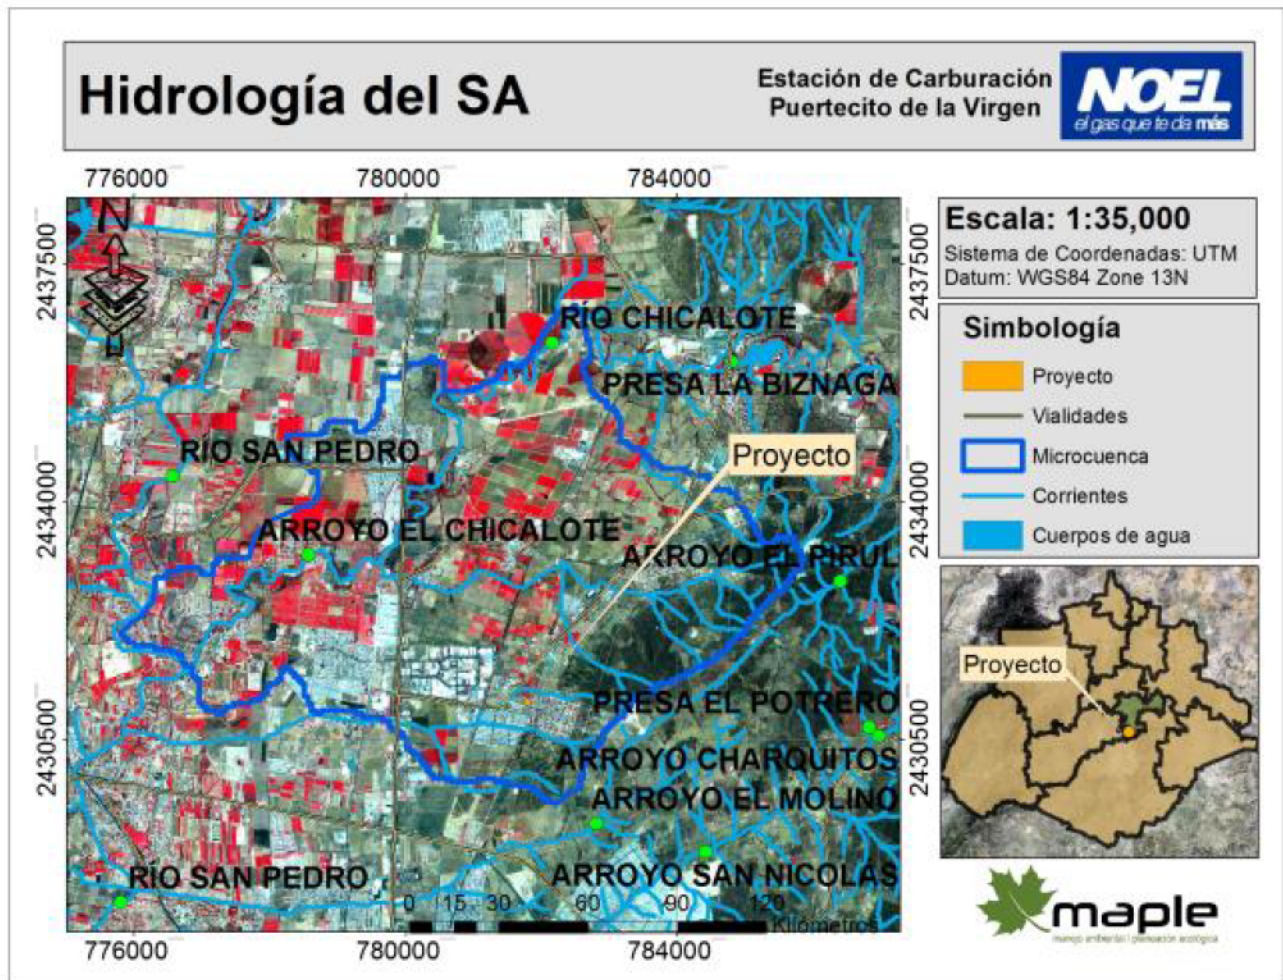 Hidrología del SA
Estación de Carburación
Puertecito de la Virgen
NOEL
el gas que te da más
776000 780000 784000
2437500
2434000
2430500
N
RÍO CHICALOTE
PRESA LA BIZNAGA
RÍO SAN PEDRO
Proyecto
ARROYO EL CHICALOTE
ARROYO EL PIRUL
PRESA EL POTRERO
ARROYO CHARQUITOS
ARROYO EL MOLINO
RÍO SAN PEDRO
ARROYO SAN NICOLAS
0 15 30 60 90 120
Kilómetros
2437500
2434000
2430500
776000 780000 784000
Escala: 1:35,000
Sistema de Coordenadas: UTM
Datum: WGS84 Zone 13N
Simbología
Proyecto
Vialidades
Microcuenca
Corrientes
Cuerpos de agua
Proyecto
maple
manejo ambiental | planeación ecológica